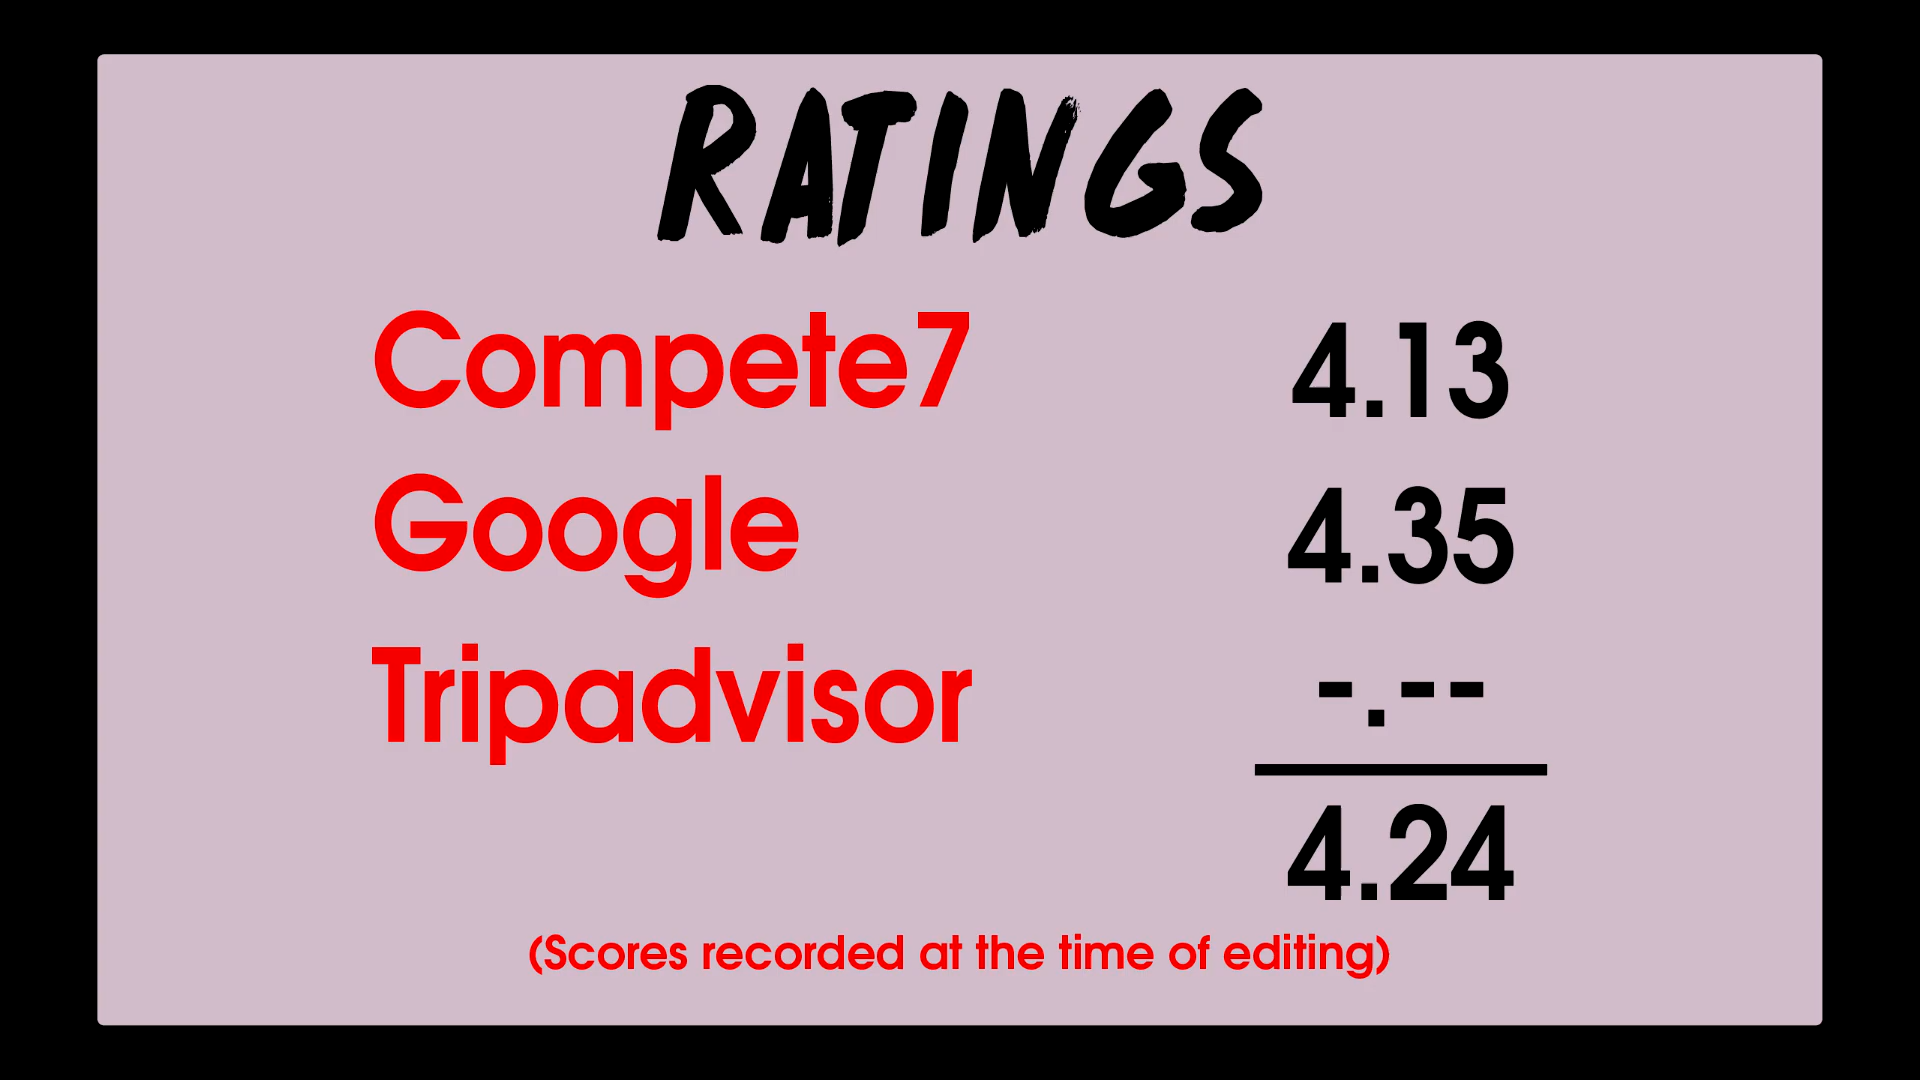 RATINGS
Compete7 4.13
Google 4.35
Tripadvisor -.--
4.24
(Scores recorded at the time of editing)